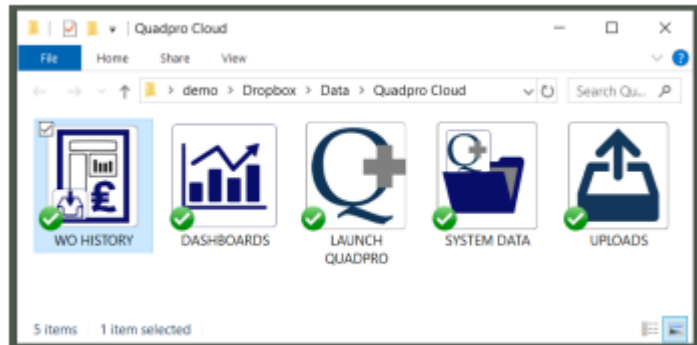 Quadpro Cloud
File Home Share View
> demo > Dropbox > Data > Quadpro Cloud
Search Qu...
WO HISTORY
DASHBOARDS
LAUNCH
QUADPRO
SYSTEM DATA
UPLOADS
5 items 1 item selected